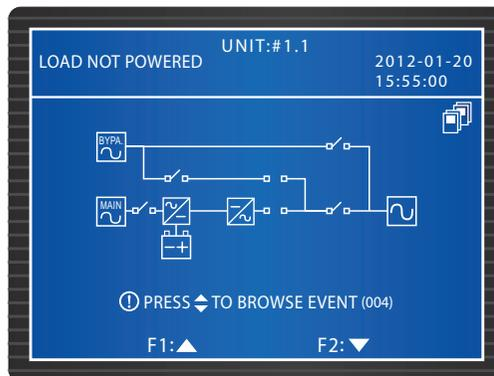 UNIT:#1.1
LOAD NOT POWERED
2012-01-20
15:55:00
BYPA.
MAIN
PRESS TO BROWSE EVENT (004)
F1: F2: